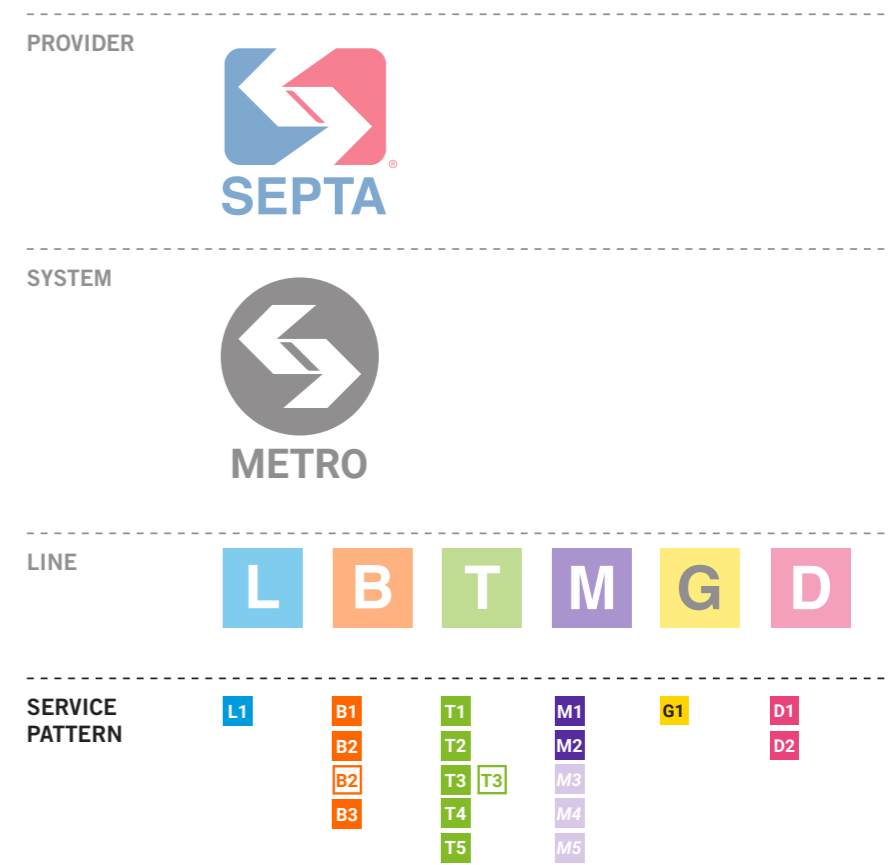 PROVIDER
®
SEPTA
SYSTEM
METRO
LINE
L B T M G D
SERVICE
PATTERN
L1 B1 T1 M1 G1 D1
B2 T2 M2 D2
B2 T3 T3 M3
B3 T4 M4
T5 M5